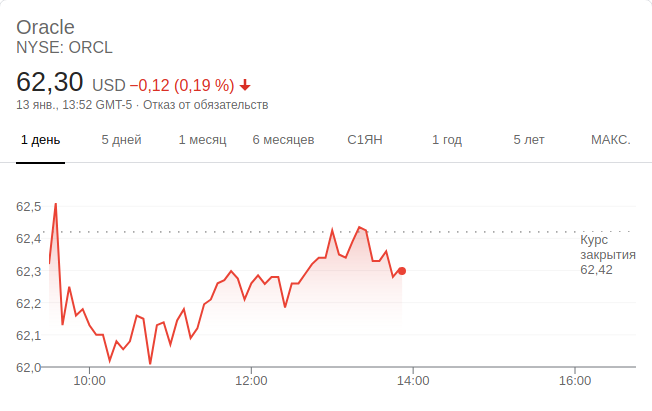 Oracle
NYSE: ORCL
62,30 USD −0,12 (0,19 %)
13 янв., 13:52 GMT-5 · Отказ от обязательств
1 день 5 дней 1 месяц 6 месяцев С1ЯН 1 год 5 лет МАКС.
62,5
62,4
62,3
62,2
62,1
62,0
Курс
закрытия
62,42
10:00 12:00 14:00 16:00